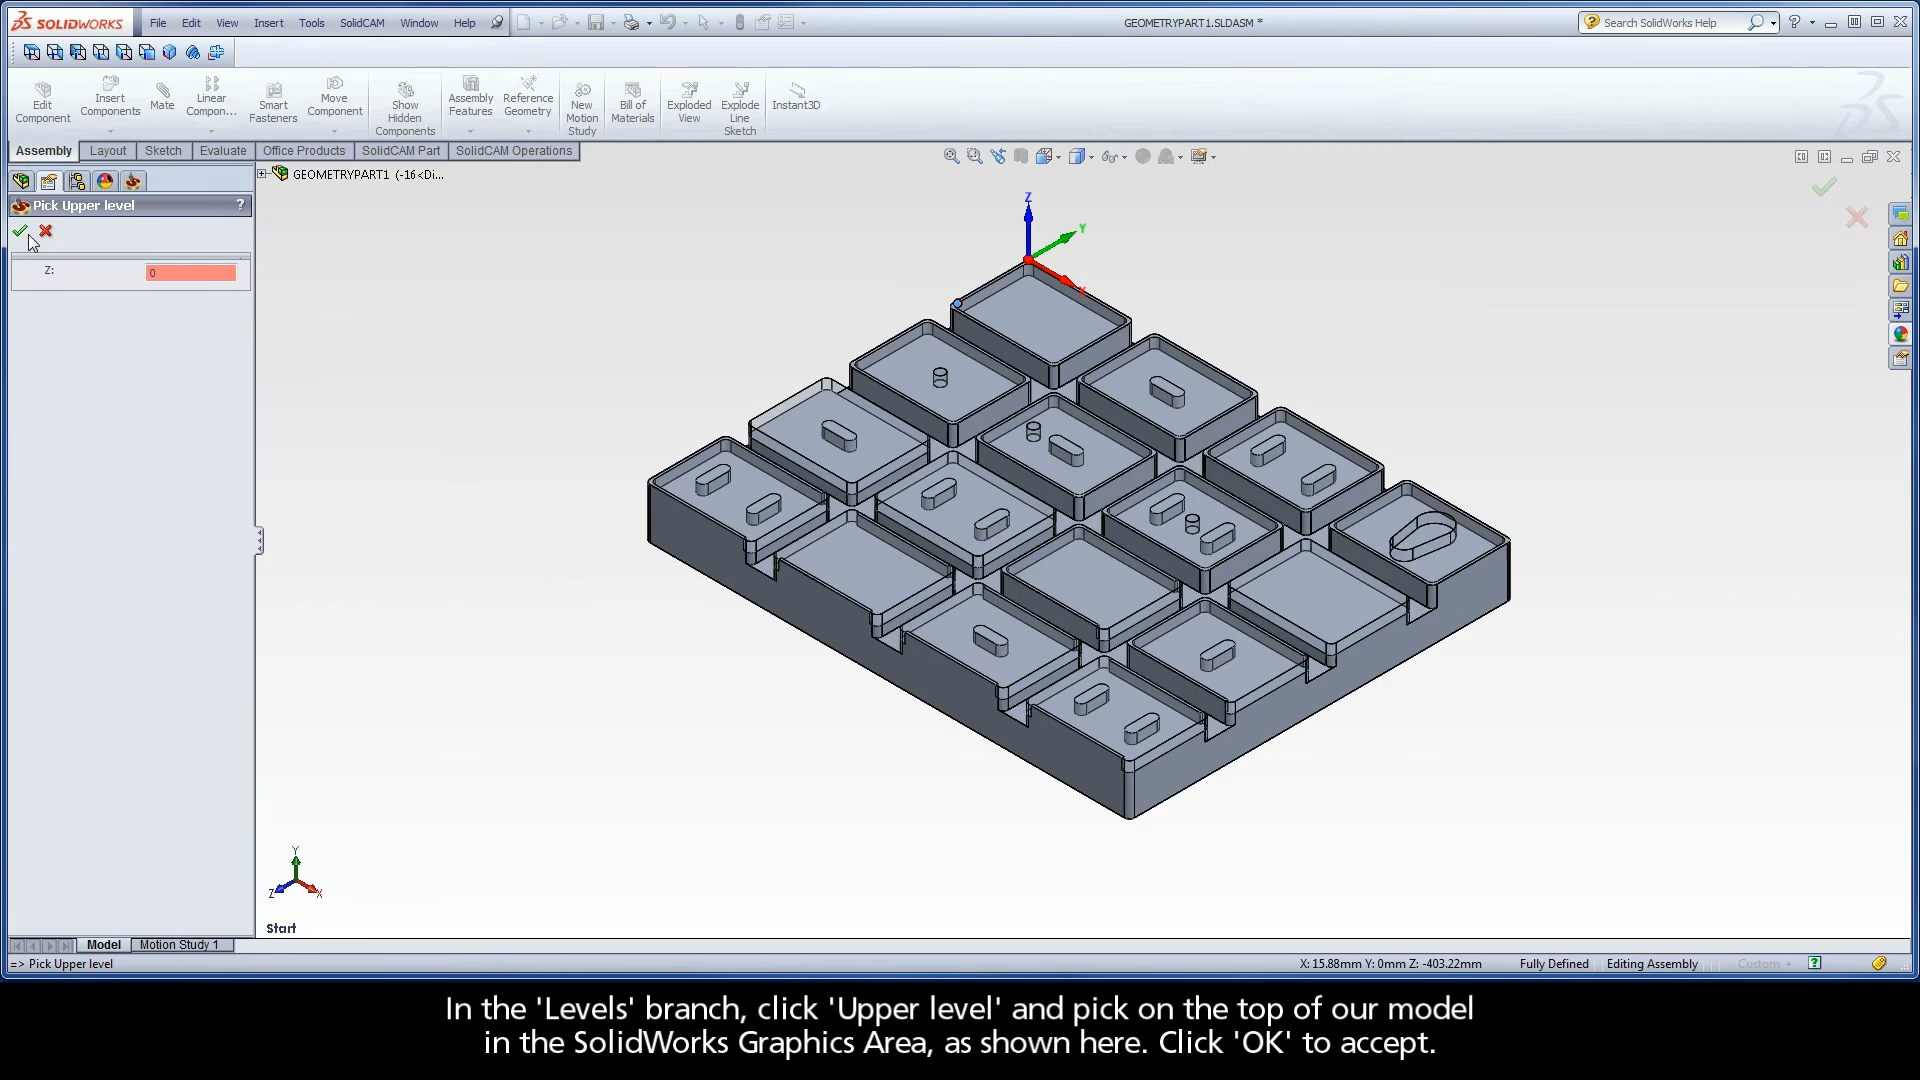 SOLIDWORKS File Edit View Insert Tools SolidCAM Window Help GEOMETRYPART1.SLDASM * Search SolidWorks Help
Edit Component
Insert Components
Mate
Linear Compon...
Smart Fasteners
Move Component
Show Hidden Components
Assembly Features
Reference Geometry
New Motion Study
Bill of Materials
Exploded View
Explode Line Sketch
Instant3D
Assembly Layout Sketch Evaluate Office Products SolidCAM Part SolidCAM Operations
GEOMETRYPART1 (-16<Di...
Pick Upper level ?
Z: 0
Z
Y
X
Y
Z X
Start
Model Motion Study 1
=> Pick Upper level X: 15.88mm Y: 0mm Z: -403.22mm Fully Defined Editing Assembly Custom
In the 'Levels' branch, click 'Upper level' and pick on the top of our model
in the SolidWorks Graphics Area, as shown here. Click 'OK' to accept.